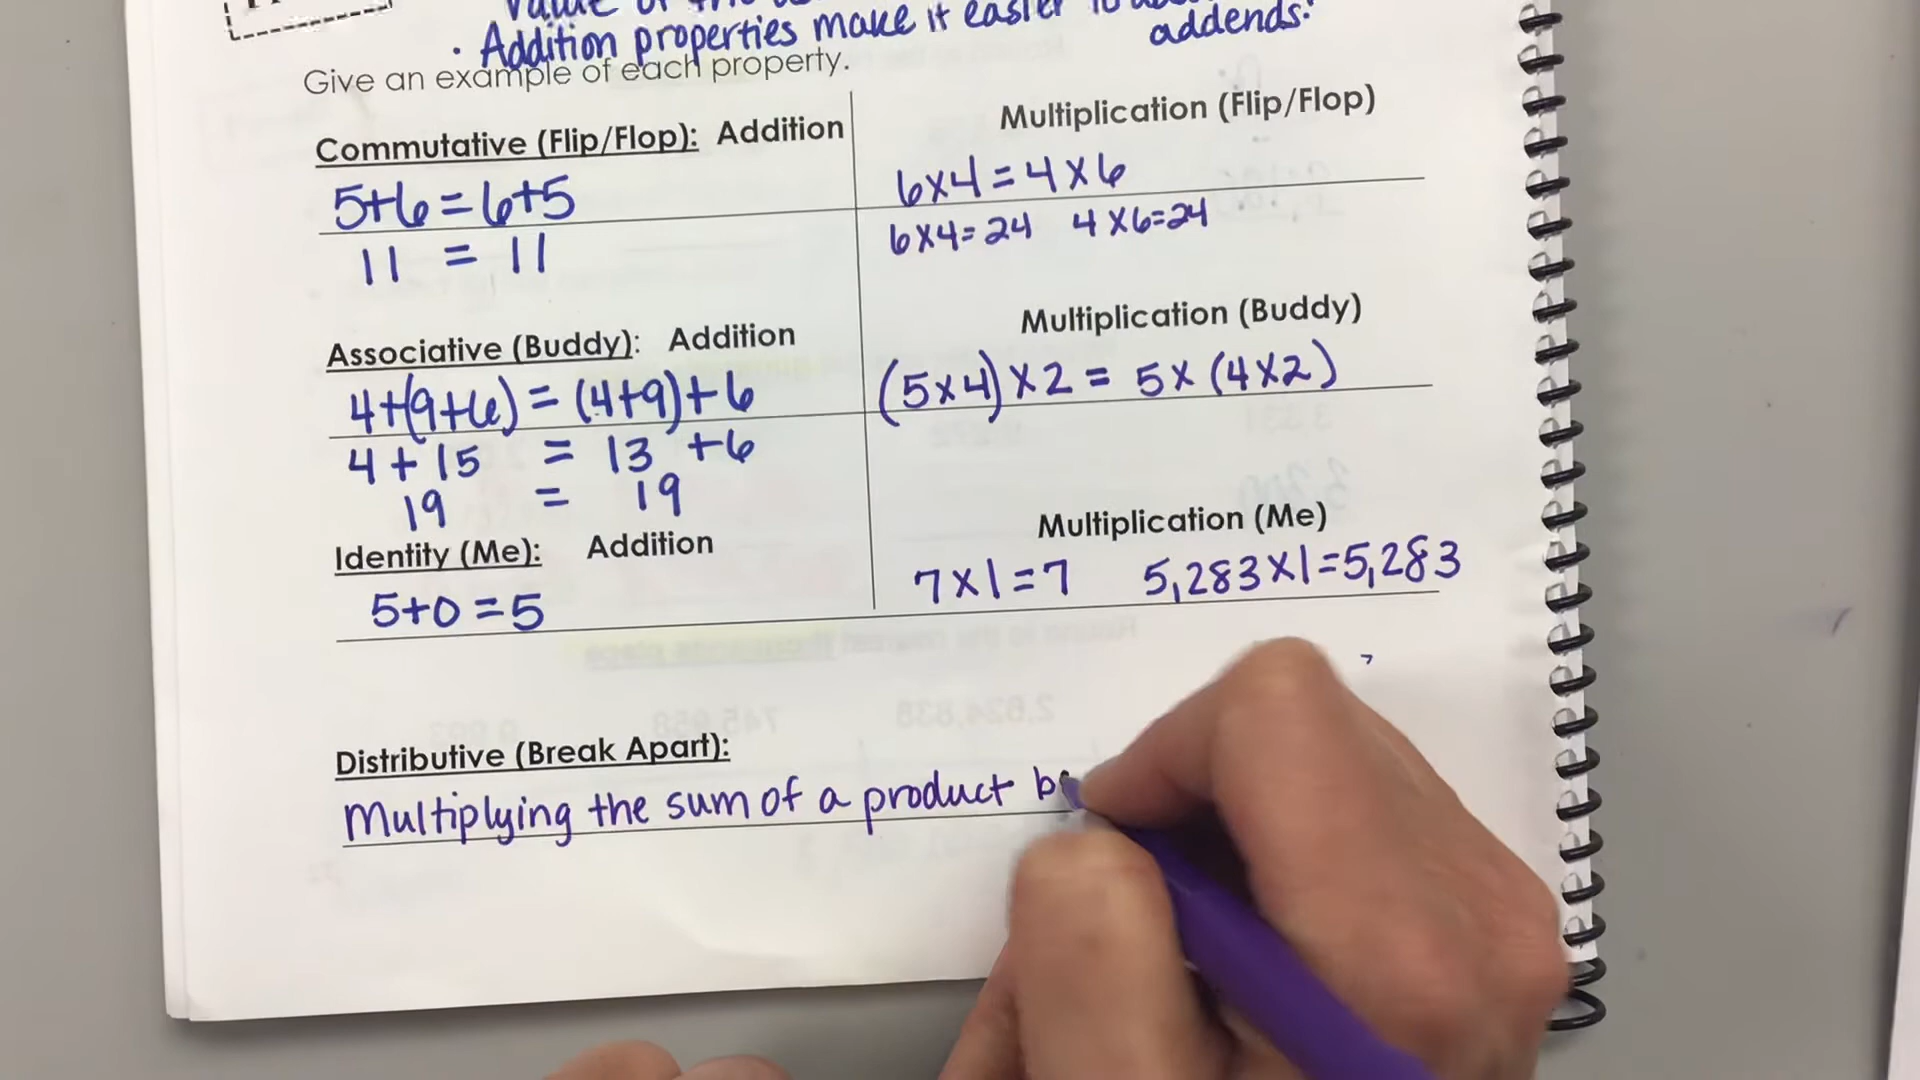 · Addition properties make it easier to
addends.
Give an example of each property.
Commutative (Flip/Flop): Addition
5+6=6+5
11 = 11
Multiplication (Flip/Flop)
6x4=4x6
6x4=24 4x6=24
Associative (Buddy): Addition
4+(9+6)=(4+9)+6
4+15 = 13 +6
19 = 19
Multiplication (Buddy)
(5x4)x2= 5x(4x2)
Identity (Me): Addition
5+0=5
Multiplication (Me)
7x1=7 5,283x1=5,283
Distributive (Break Apart):
Multiplying the sum of a product